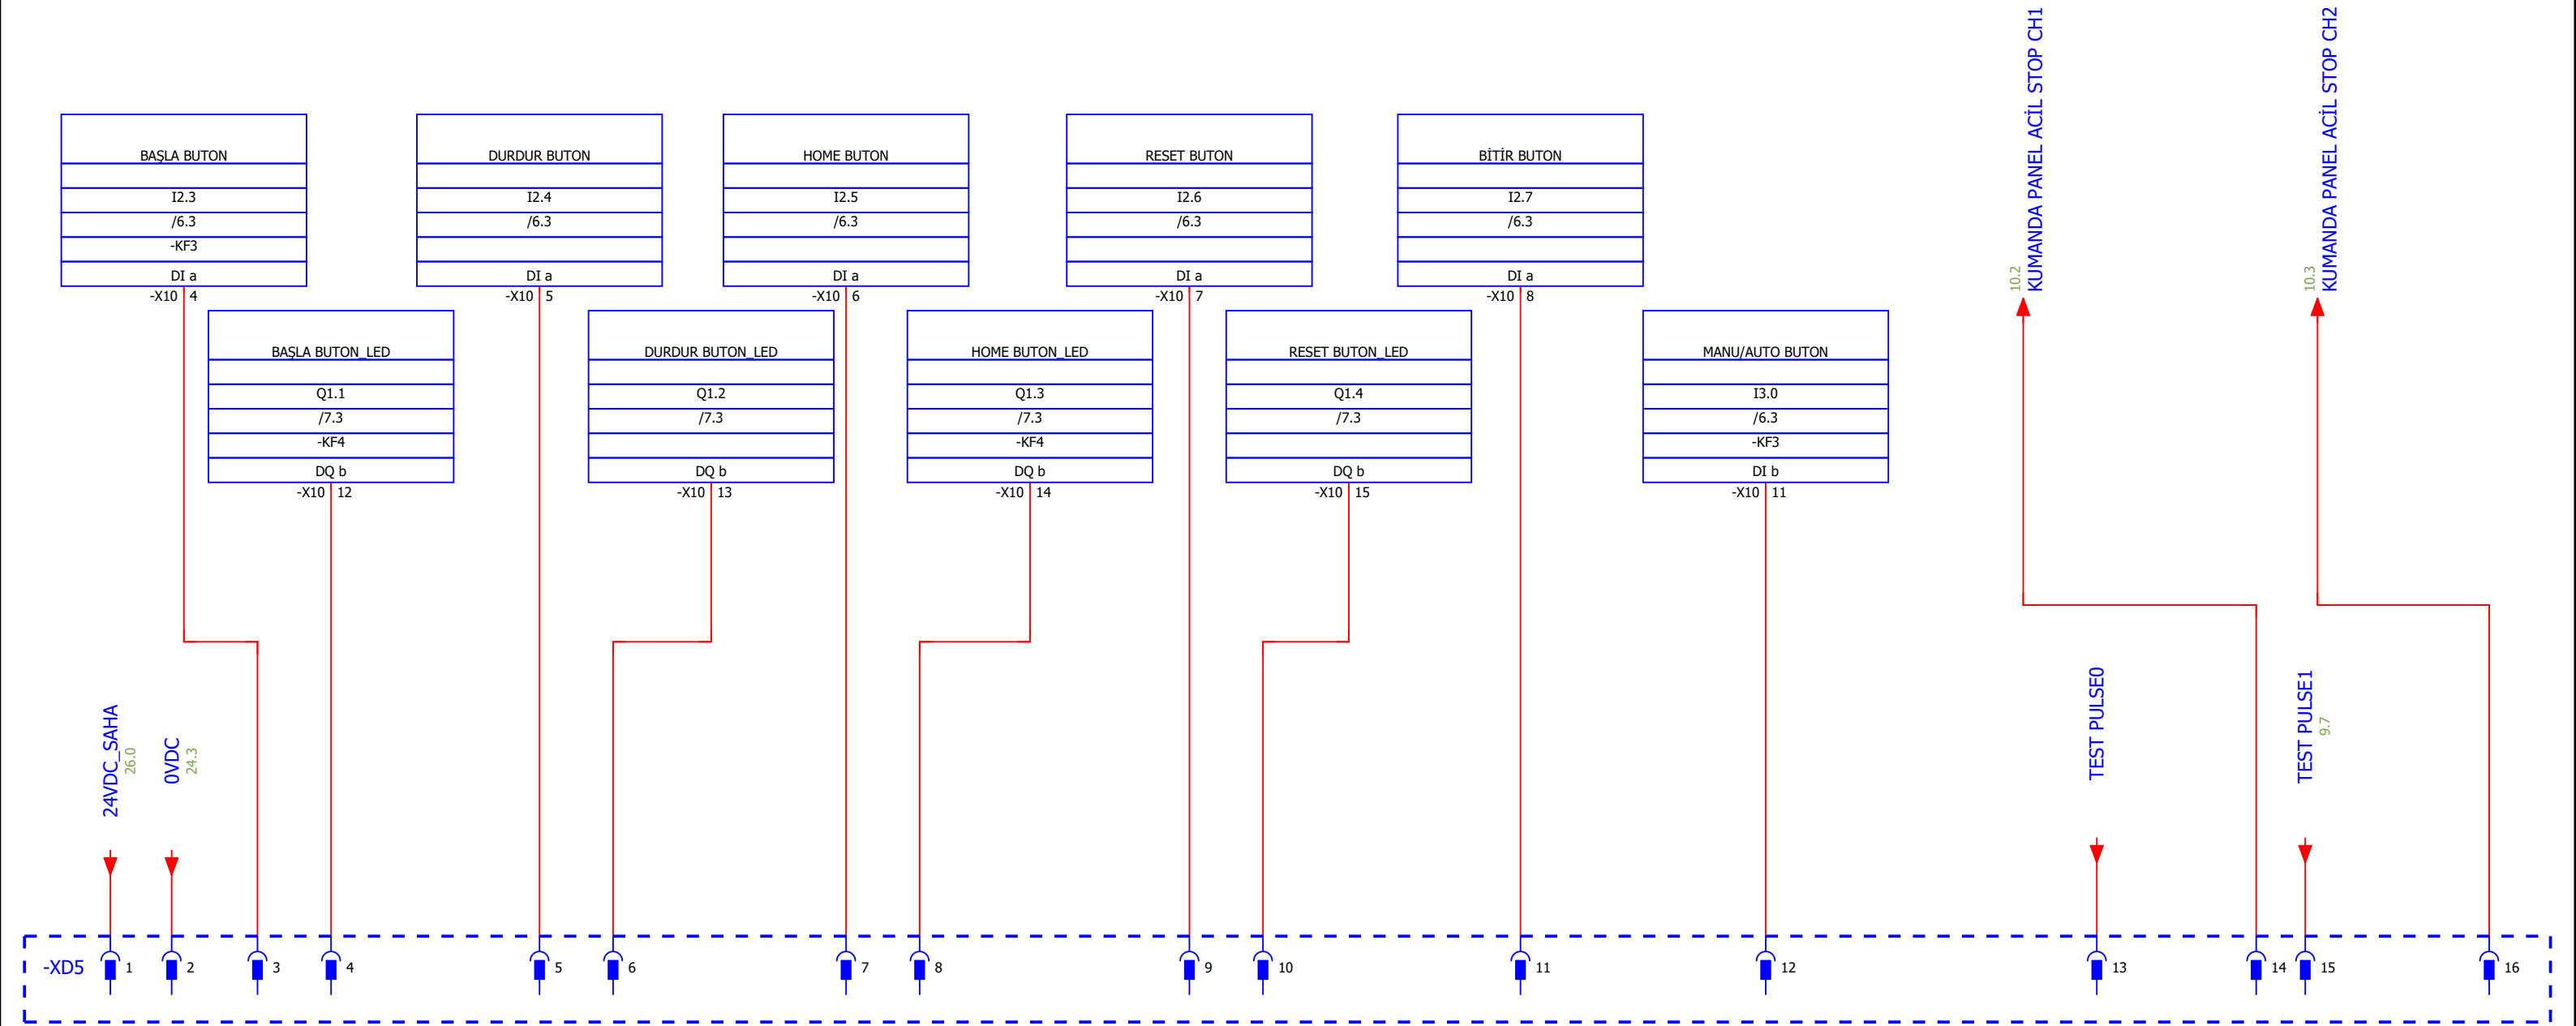 KUMANDA PANEL ACİL STOP CH1
10.2
KUMANDA PANEL ACİL STOP CH2
10.3
BAŞLA BUTON
I2.3
/6.3
-KF3
DI a
-X10 4
DURDUR BUTON
I2.4
/6.3
DI a
-X10 5
HOME BUTON
I2.5
/6.3
DI a
-X10 6
RESET BUTON
I2.6
/6.3
DI a
-X10 7
BİTİR BUTON
I2.7
/6.3
DI a
-X10 8
BAŞLA BUTON_LED
Q1.1
/7.3
-KF4
DQ b
-X10 12
DURDUR BUTON_LED
Q1.2
/7.3
DQ b
-X10 13
HOME BUTON_LED
Q1.3
/7.3
-KF4
DQ b
-X10 14
RESET BUTON_LED
Q1.4
/7.3
DQ b
-X10 15
MANU/AUTO BUTON
I3.0
/6.3
-KF3
DI b
-X10 11
24VDC_SAHA
26.0
0VDC
24.3
TEST PULSE0
TEST PULSE1
9.7
-XD5 1 2 3 4 5 6 7 8 9 10 11 12 13 14 15 16